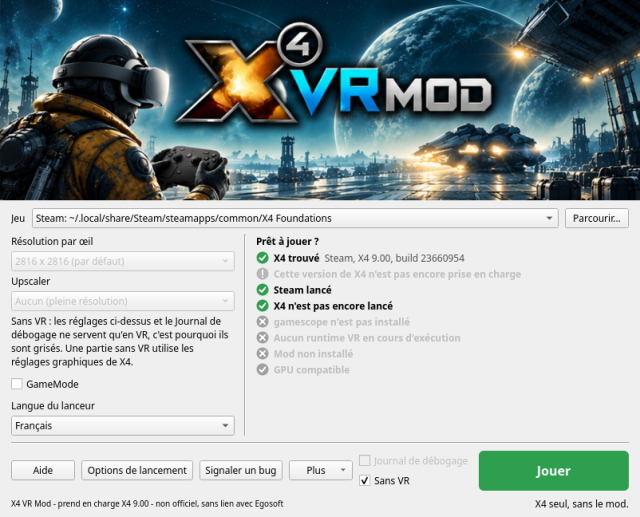 X4
VR MOD
Jeu
Steam: ~/.local/share/Steam/steamapps/common/X4 Foundations
Parcourir...
Résolution par œil
2816 x 2816 (par défaut)
Upscaler
Aucun (pleine résolution)
Sans VR : les réglages ci-dessus et le Journal de
débogage ne servent qu'en VR, c'est pourquoi ils
sont grisés. Une partie sans VR utilise les
réglages graphiques de X4.
GameMode
Langue du lanceur
Français
Prêt à jouer ?
X4 trouvé Steam, X4 9.00, build 23660954
Cette version de X4 n'est pas encore prise en charge
Steam lancé
X4 n'est pas encore lancé
gamescope n'est pas installé
Aucun runtime VR en cours d'exécution
Mod non installé
GPU compatible
Aide
Options de lancement
Signaler un bug
Plus
Journal de débogage
Sans VR
Jouer
X4 VR Mod - prend en charge X4 9.00 - non officiel, sans lien avec Egosoft
X4 seul, sans le mod.